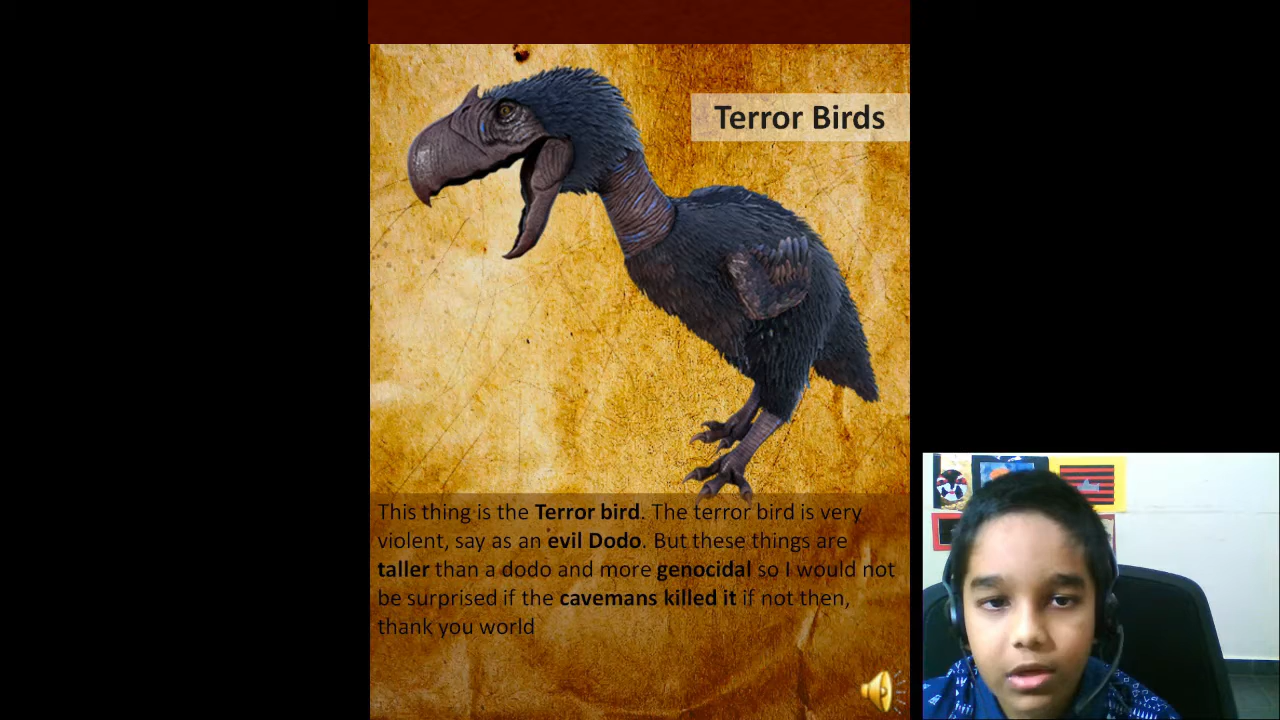 Terror Birds
This thing is the Terror bird. The terror bird is very
violent, say as an evil Dodo. But these things are
taller than a dodo and more genocidal so I would not
be surprised if the cavemans killed it if not then,
thank you world